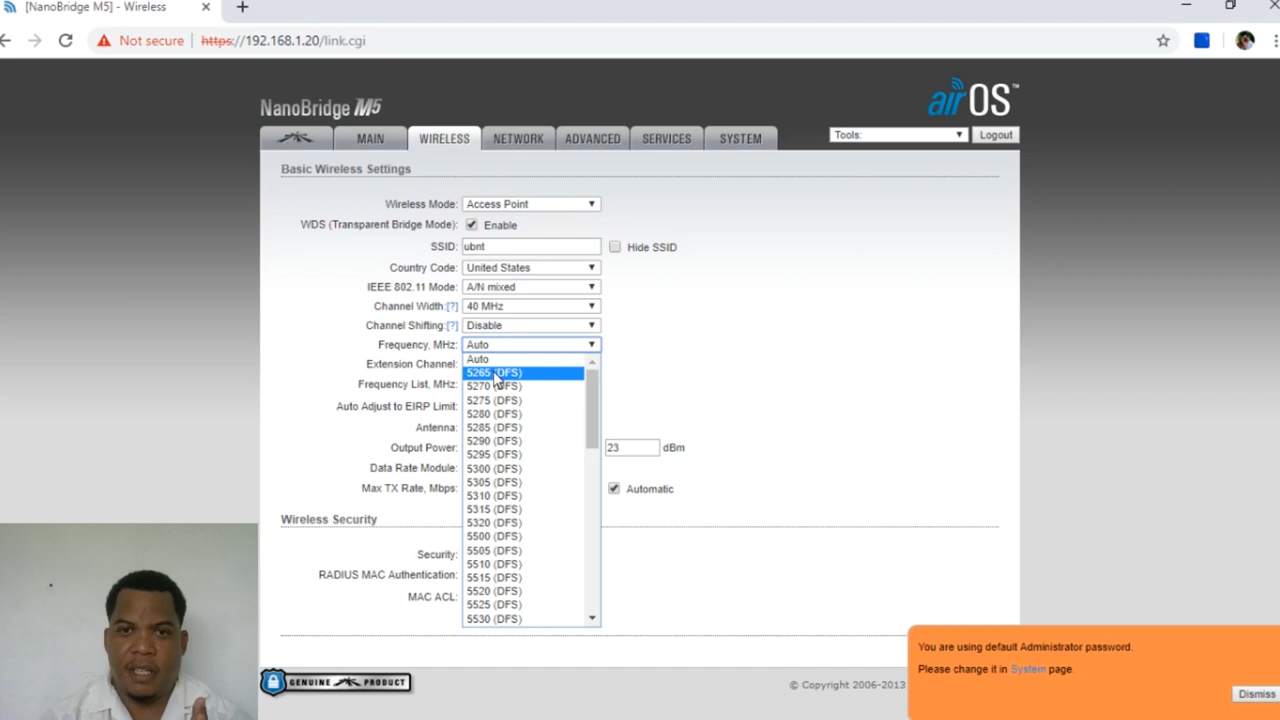 [NanoBridge M5] - Wireless
Not secure https://192.168.1.20/link.cgi
NanoBridge M5
airOS™
MAIN WIRELESS NETWORK ADVANCED SERVICES SYSTEM Tools: Logout
Basic Wireless Settings
Wireless Mode: Access Point
WDS (Transparent Bridge Mode): Enable
SSID: ubnt Hide SSID
Country Code: United States
IEEE 802.11 Mode: A/N mixed
Channel Width:[?] 40 MHz
Channel Shifting:[?] Disable
Frequency, MHz: Auto
Auto
Extension Channel:
5265 (DFS)
Frequency List, MHz: 5270 (DFS)
5275 (DFS)
Auto Adjust to EIRP Limit: 5280 (DFS)
Antenna: 5285 (DFS)
5290 (DFS)
Output Power: 23 dBm
5295 (DFS)
Data Rate Module: 5300 (DFS)
5305 (DFS)
Max TX Rate, Mbps: Automatic
5310 (DFS)
5315 (DFS)
Wireless Security 5320 (DFS)
5500 (DFS)
Security: 5505 (DFS)
5510 (DFS)
RADIUS MAC Authentication: 5515 (DFS)
5520 (DFS)
MAC ACL: 5525 (DFS)
5530 (DFS)
You are using default Administrator password.
Please change it in System page.
Dismiss
GENUINE PRODUCT
© Copyright 2006-2013